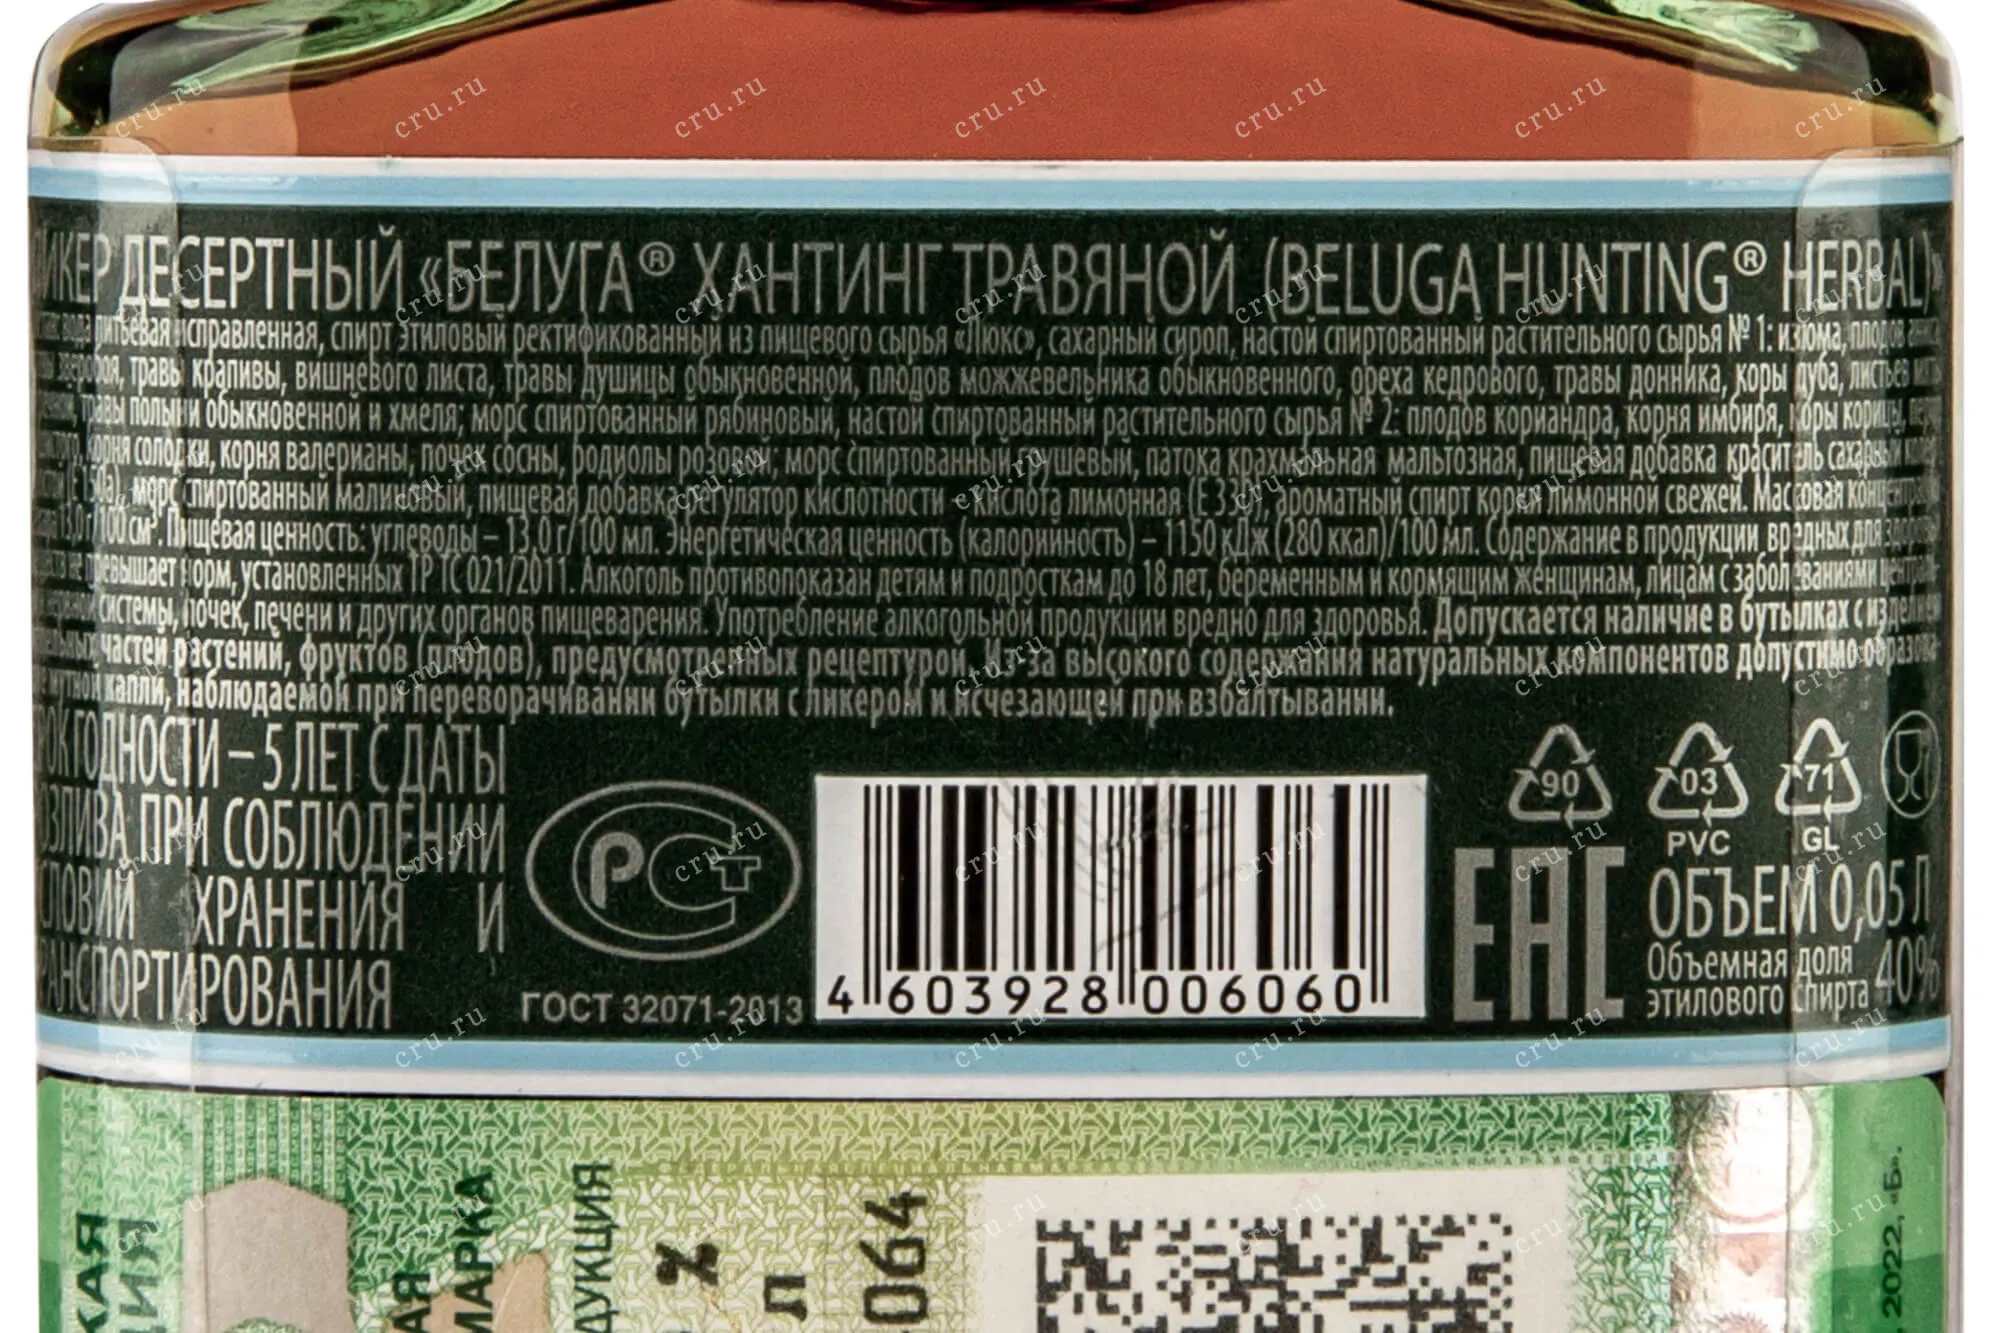 ДЕСЕРТНЫЙ «БЕЛУГА® ХАНТИНГ ТРАВЯНОЙ (BELUGA HUNTING® HERBAL)»
вода питьевая исправленная, спирт этиловый ректификованный из пищевого сырья «Люкс», сахарный сироп, настой спиртованный растительного сырья № 1: изюма, плодов
травы крапивы, вишневого листа, травы душицы обыкновенной, плодов можжевельника обыкновенного, ореха кедрового, травы донника, коры дуба, листьев
травы полыни обыкновенной и хмеля; морс спиртованный рябиновый, настой спиртованный растительного сырья № 2: плодов кориандра, корня имбиря, коры корицы,
корня солодки, корня валерианы, почек сосны, родиолы розовой; морс спиртованный грушевый, патока крахмальная мальтозная, пищевая добавка краситель
морс спиртованный малиновый, пищевая добавка регулятор кислотности - кислота лимонная (Е 330), ароматный спирт корки лимонной свежей. Массовая
100 см³. Пищевая ценность: углеводы – 13,0 г/100 мл. Энергетическая ценность (калорийность) – 1150 кДж (280 ккал)/100 мл. Содержание в продукции вредных для
не превышает норм, установленных ТР ТС 021/2011. Алкоголь противопоказан детям и подросткам до 18 лет, беременным и кормящим женщинам, лицам с заболеваниями
системы, почек, печени и других органов пищеварения. Употребление алкогольной продукции вредно для здоровья. Допускается наличие в бутылках с изделием
частей растений, фруктов (плодов), предусмотренных рецептурой. Из-за высокого содержания натуральных компонентов допустимо
капли, наблюдаемой при переворачивании бутылки с ликером и исчезающей при взбалтывании.
ГОДНОСТИ – 5 ЛЕТ С ДАТЫ
ПРИ СОБЛЮДЕНИИ
ХРАНЕНИЯ И
РСТ
ГОСТ 32071-2013
4 603928 006060
90
03
PVC
71
GL
ЕАС
ОБЪЕМ 0,05 Л
Объемная доля
этилового спирта 40%
МАРКА
%
Л
064
2022, «Б».
cru.ru